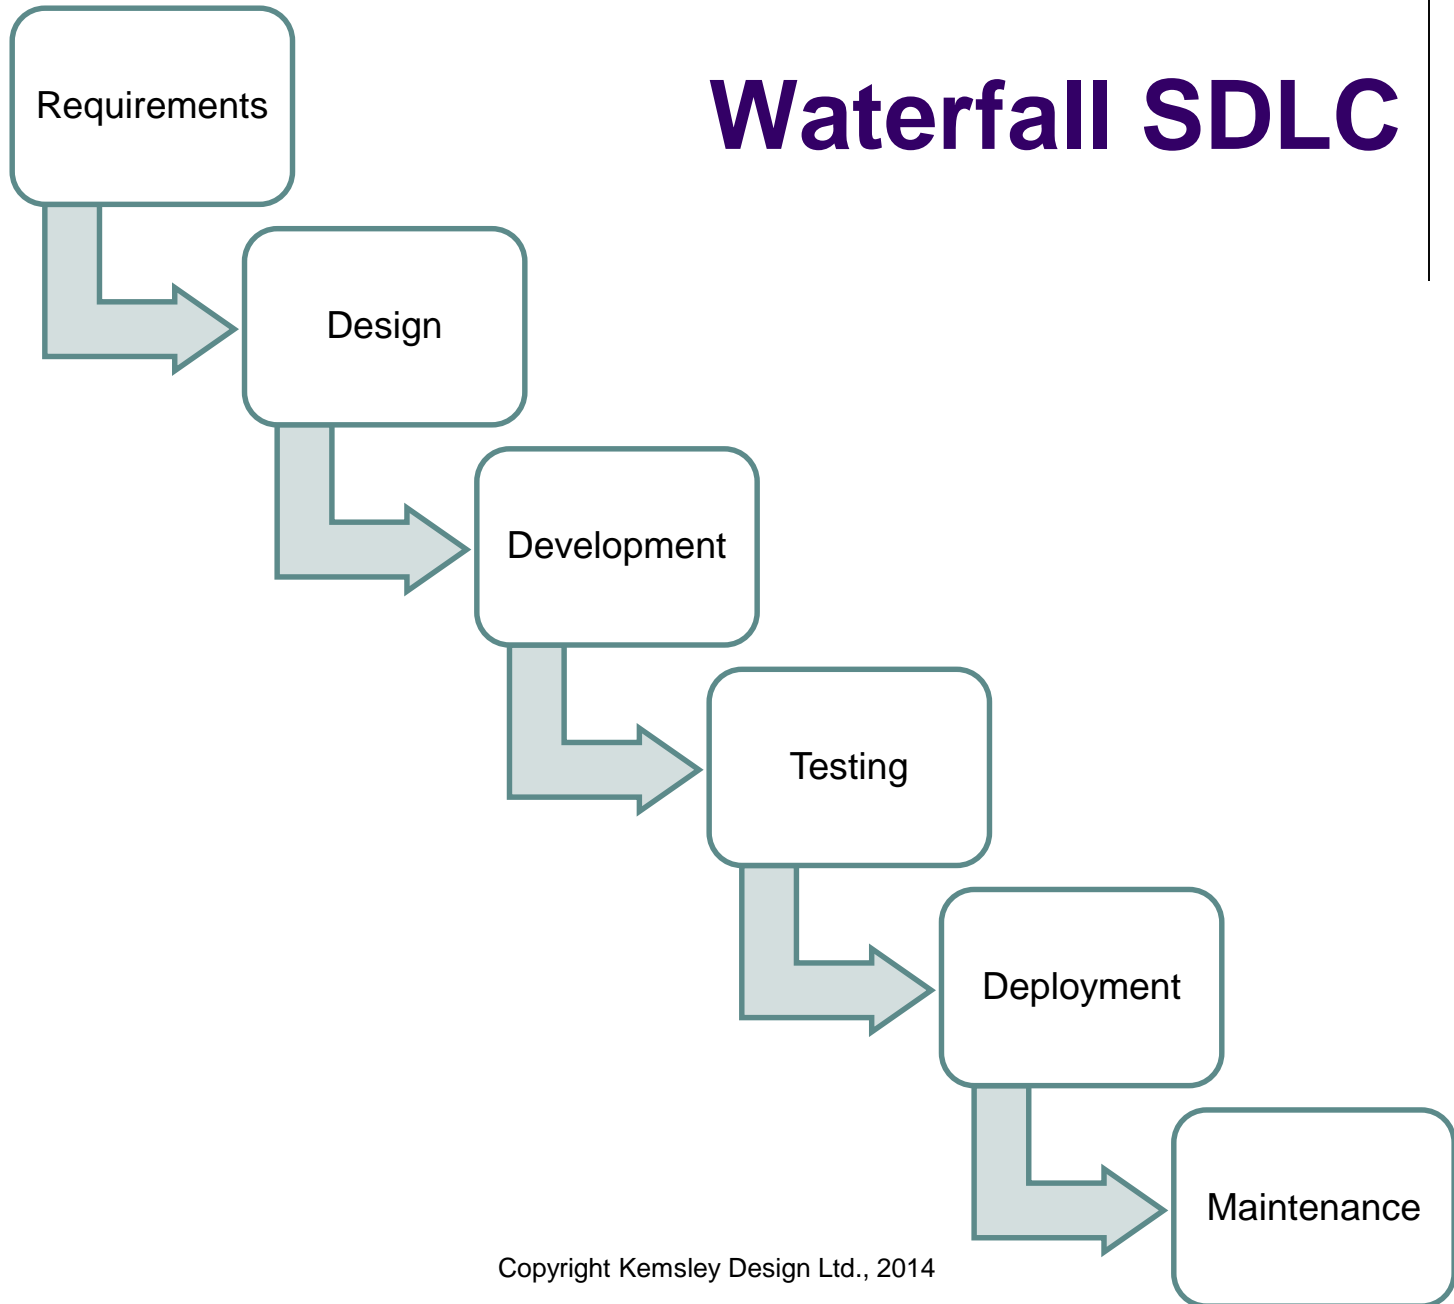 Waterfall SDLC
Requirements
Design
Development
Testing
Deployment
Maintenance
Copyright Kemsley Design Ltd., 2014